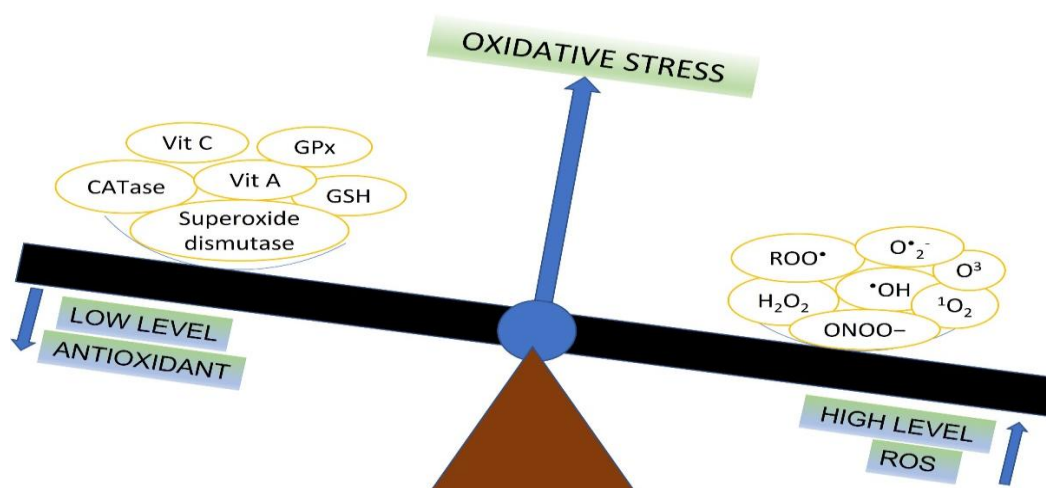 OXIDATIVE STRESS
Vit C
GPx
CATase
Vit A
GSH
Superoxide
dismutase
ROO•
O•₂⁻
O³
H₂O₂
•OH
¹O₂
ONOO–
LOW LEVEL
ANTIOXIDANT
HIGH LEVEL
ROS